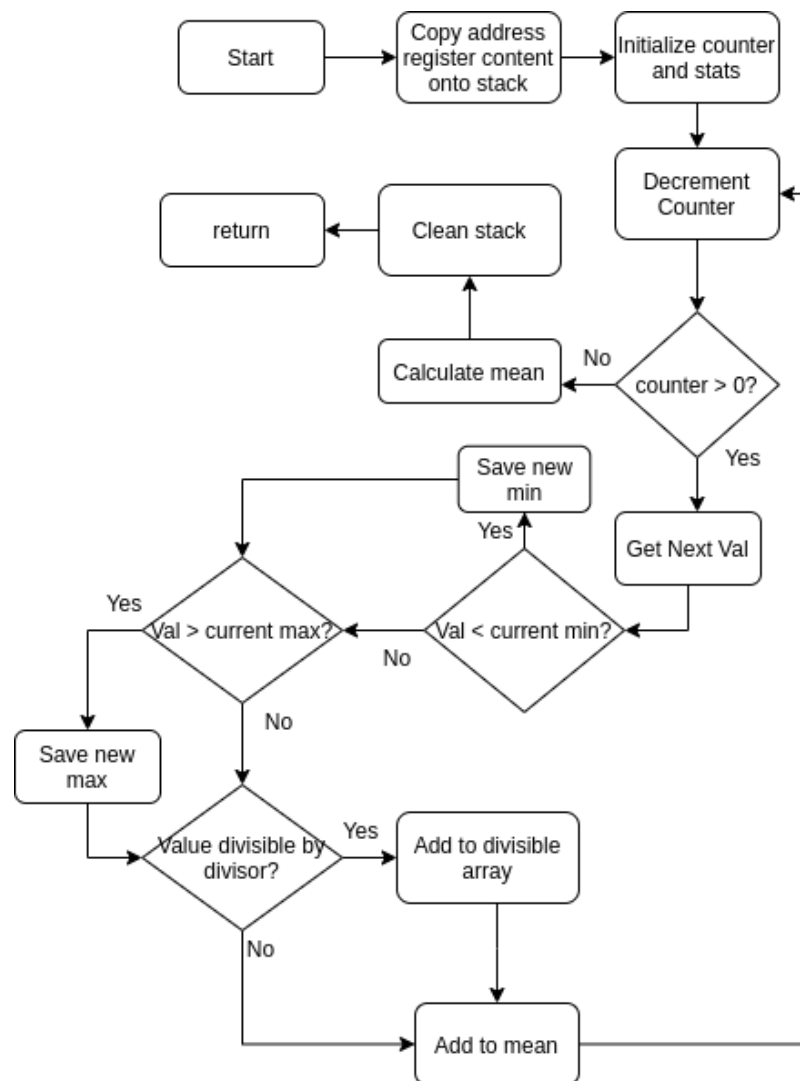 Start
Copy address
register content
onto stack
Initialize counter
and stats
Decrement
Counter
return
Clean stack
Calculate mean
No
counter > 0?
Yes
Save new
min
Yes
Get Next Val
Val < current min?
No
Val > current max?
Yes
No
Save new
max
Value divisible by
divisor?
Yes
Add to divisible
array
No
Add to mean